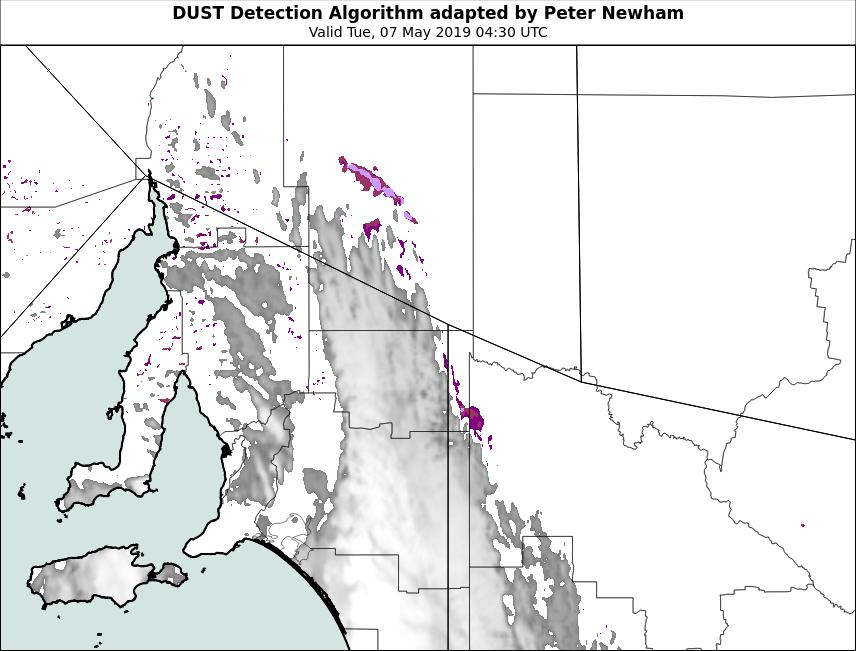 DUST Detection Algorithm adapted by Peter Newham
Valid Tue, 07 May 2019 04:30 UTC